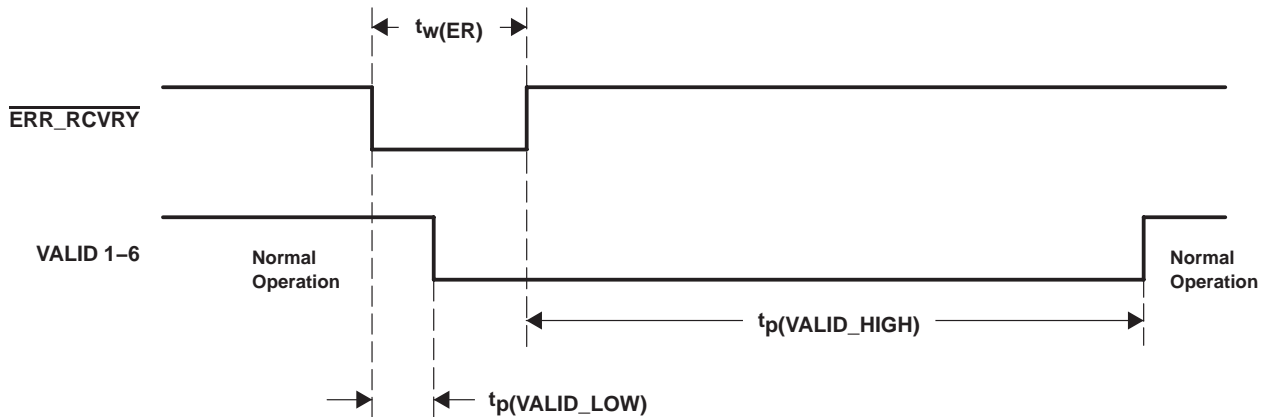 tw(ER)
ERR_RCVRY
VALID 1–6
Normal
Operation
Normal
Operation
tp(VALID_HIGH)
tp(VALID_LOW)